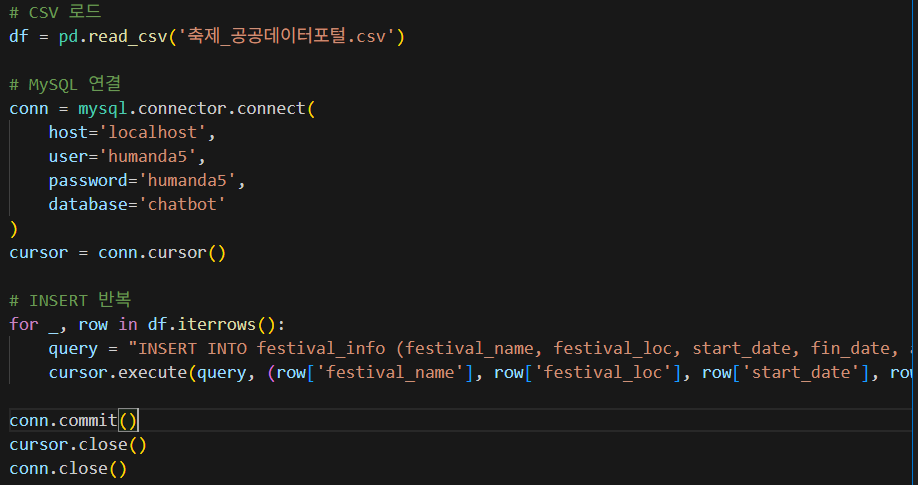 # CSV 로드
df = pd.read_csv('축제_공공데이터포털.csv')
# MySQL 연결
conn = mysql.connector.connect(
host='localhost',
user='humanda5',
password='humanda5',
database='chatbot'
)
cursor = conn.cursor()
# INSERT 반복
for _, row in df.iterrows():
query = "INSERT INTO festival_info (festival_name, festival_loc, start_date, fin_date,
cursor.execute(query, (row['festival_name'], row['festival_loc'], row['start_date'],
conn.commit()
cursor.close()
conn.close()